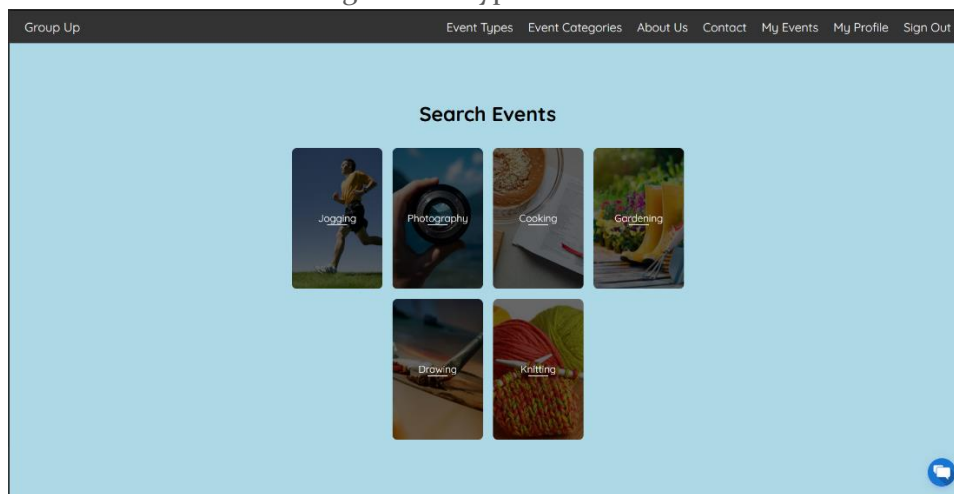 Group Up Event Types Event Categories About Us Contact My Events My Profile Sign Out
Search Events
Jogging Photography Cooking Gardening
Drawing Knitting